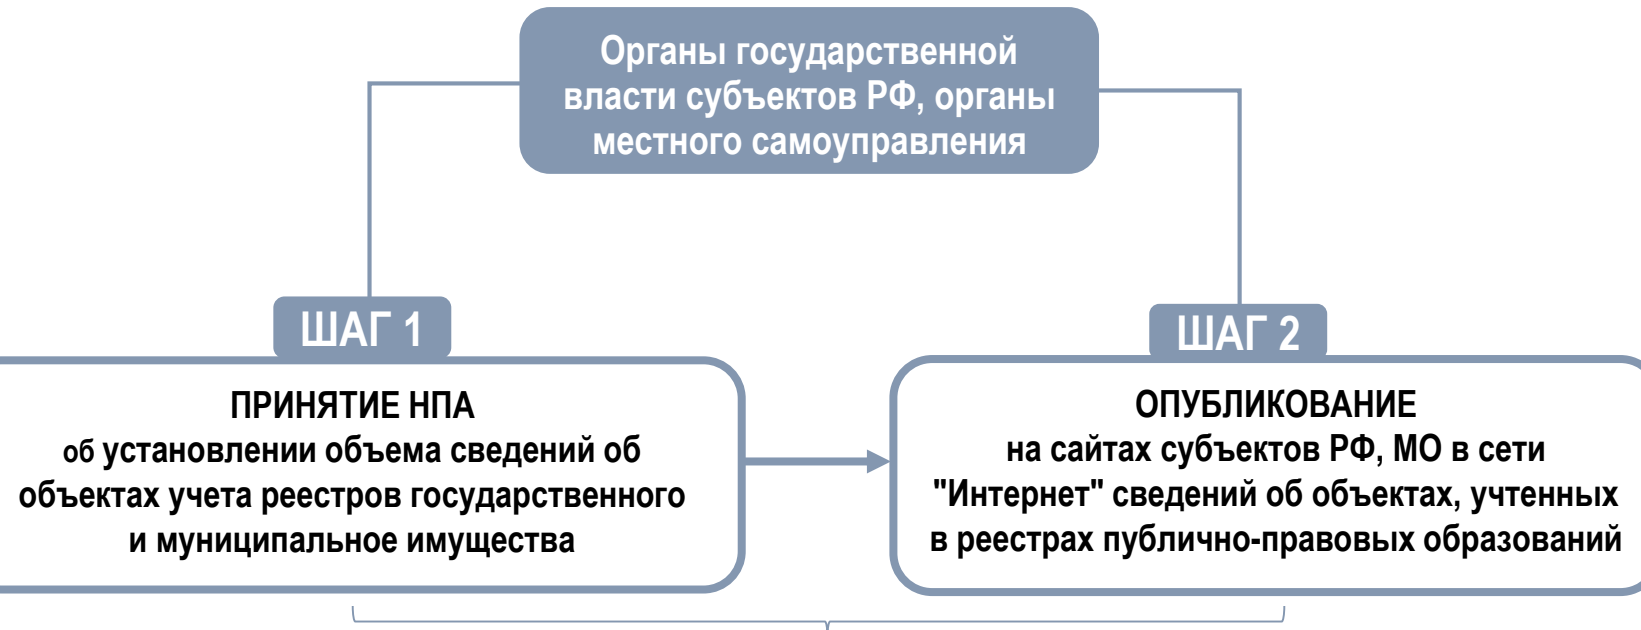 Органы государственной
власти субъектов РФ, органы
местного самоуправления
ШАГ 1
ПРИНЯТИЕ НПА
об установлении объема сведений об
объектах учета реестров государственного
и муниципальное имущества
ШАГ 2
ОПУБЛИКОВАНИЕ
на сайтах субъектов РФ, МО в сети
"Интернет" сведений об объектах, учтенных
в реестрах публично-правовых образований